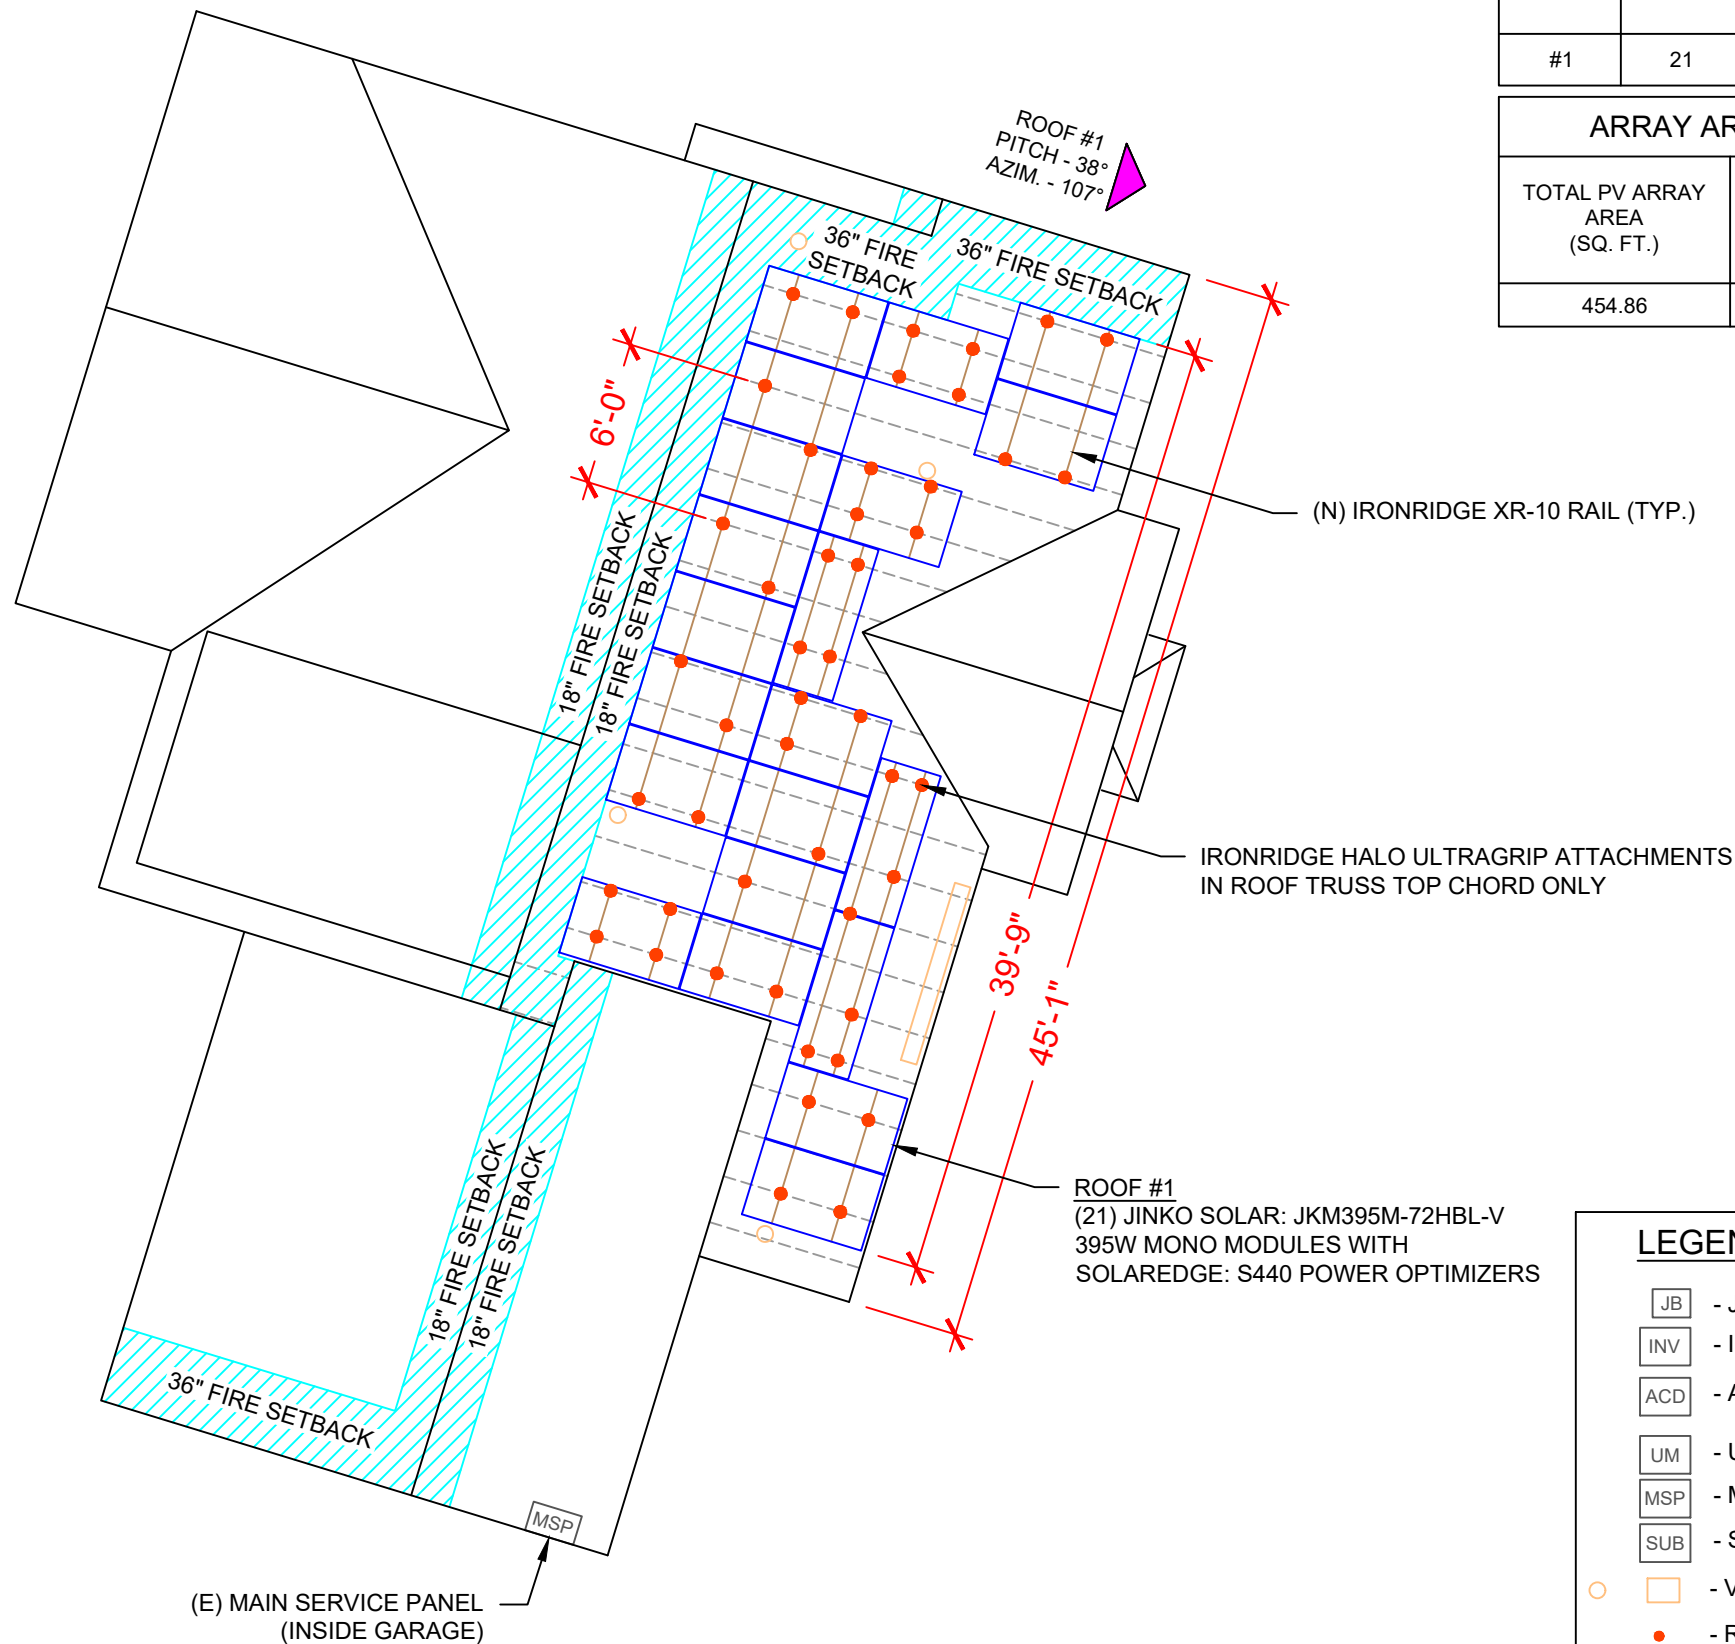 #1 21
ARRAY AR
TOTAL PV ARRAY
AREA
(SQ. FT.)
454.86
ROOF #1
PITCH - 38°
AZIM. - 107°
36" FIRE
SETBACK
36" FIRE SETBACK
6'-0"
18" FIRE SETBACK
18" FIRE SETBACK
(N) IRONRIDGE XR-10 RAIL (TYP.)
IRONRIDGE HALO ULTRAGRIP ATTACHMENTS
IN ROOF TRUSS TOP CHORD ONLY
39'-9"
45'-1"
ROOF #1
(21) JINKO SOLAR: JKM395M-72HBL-V
395W MONO MODULES WITH
SOLAREDGE: S440 POWER OPTIMIZERS
18" FIRE SETBACK
18" FIRE SETBACK
36" FIRE SETBACK
MSP
(E) MAIN SERVICE PANEL
(INSIDE GARAGE)
LEGEN
JB - J
INV - I
ACD - A
UM - U
MSP - M
SUB - S
- V
- R